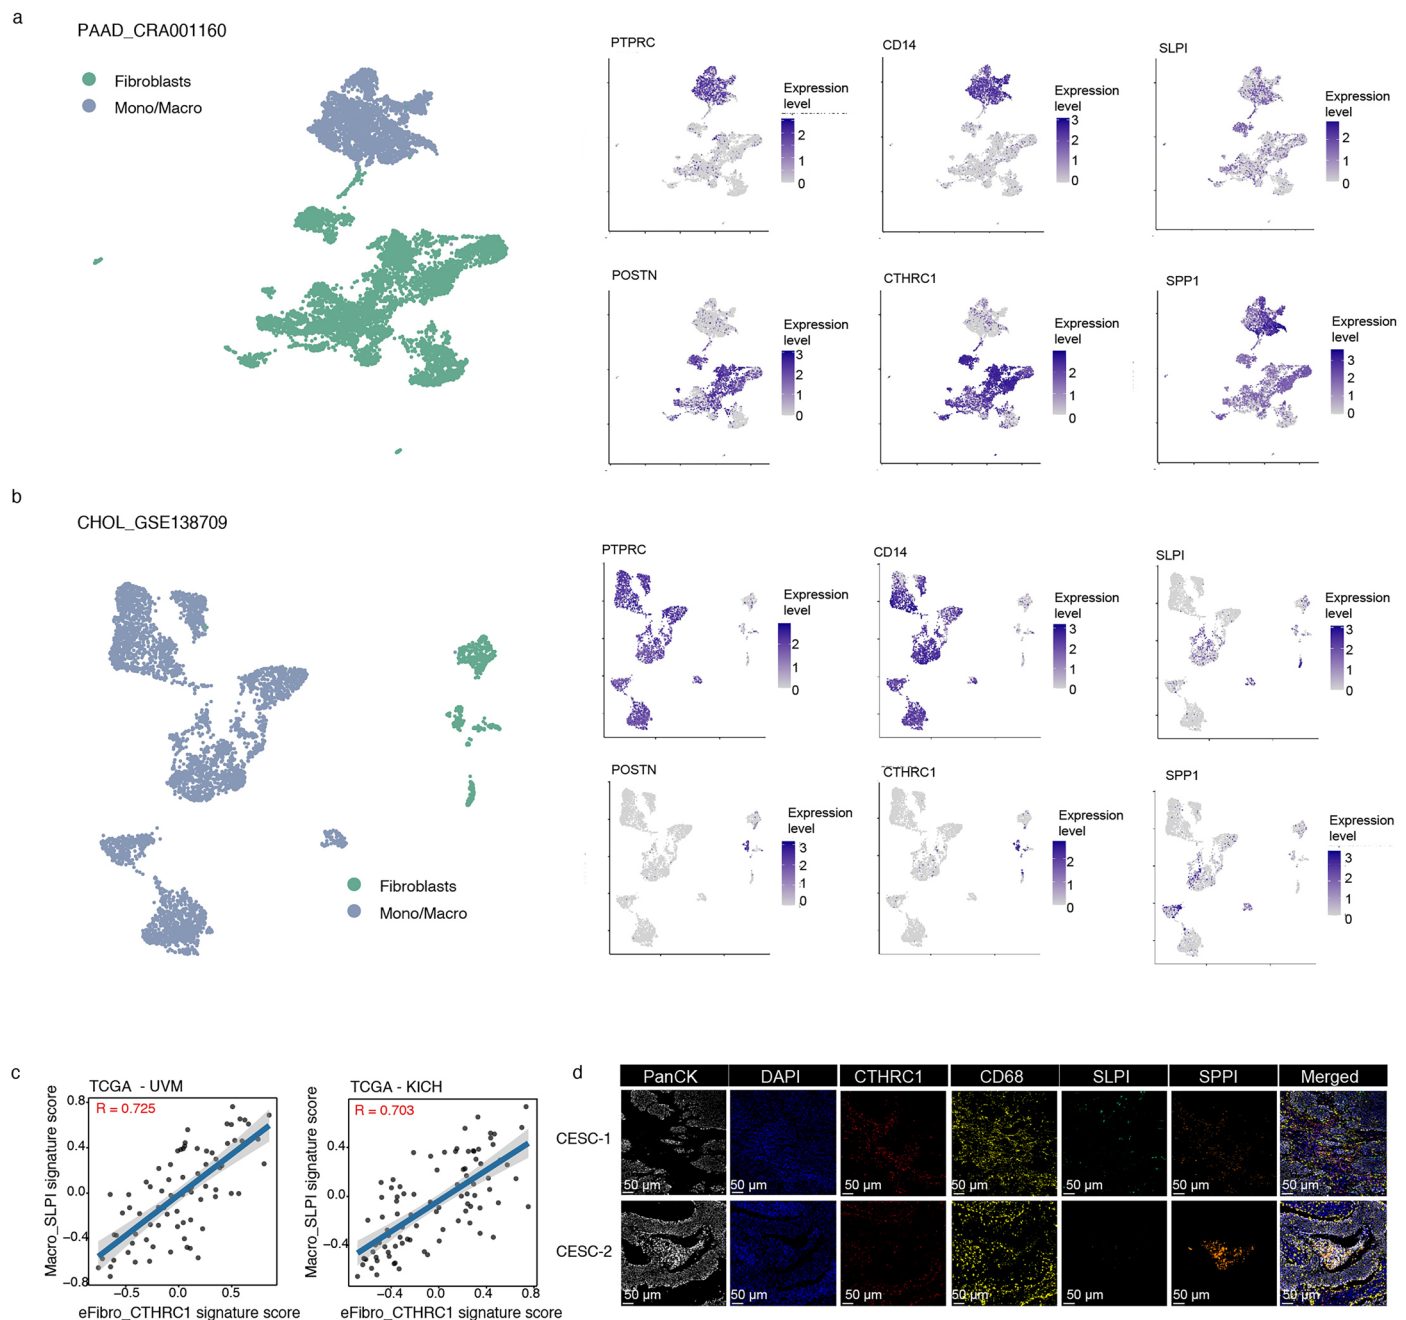 a
PAAD_CRA001160
Fibroblasts
Mono/Macro
PTPRC
Expression
level
2
1
0
CD14
Expression
level
3
2
1
0
SLPI
Expression
level
2
1
0
POSTN
Expression
level
3
2
1
0
CTHRC1
Expression
level
2
1
0
SPP1
Expression
level
3
2
1
0
b
CHOL_GSE138709
Fibroblasts
Mono/Macro
PTPRC
Expression
level
2
1
0
CD14
Expression
level
3
2
1
0
SLPI
Expression
level
3
2
1
0
POSTN
Expression
level
3
2
1
0
CTHRC1
Expression
level
2
1
0
SPP1
Expression
level
3
2
1
0
c
TCGA - UVM
R = 0.725
Macro_SLPI signature score
0.8
0.4
0.0
−0.4
−0.8
−0.5 0.0 0.5
eFibro_CTHRC1 signature score
TCGA - KICH
R = 0.703
Macro_SLPI signature score
0.4
0.0
−0.4
−0.4 0.0 0.4 0.8
eFibro_CTHRC1 signature score
d
PanCK DAPI CTHRC1 CD68 SLPI SPPI Merged
CESC-1
50 µm 50 µm 50 µm 50 µm 50 µm 50 µm 50 µm
CESC-2
50 µm 50 µm 50 µm 50 µm 50 µm 50 µm 50 µm